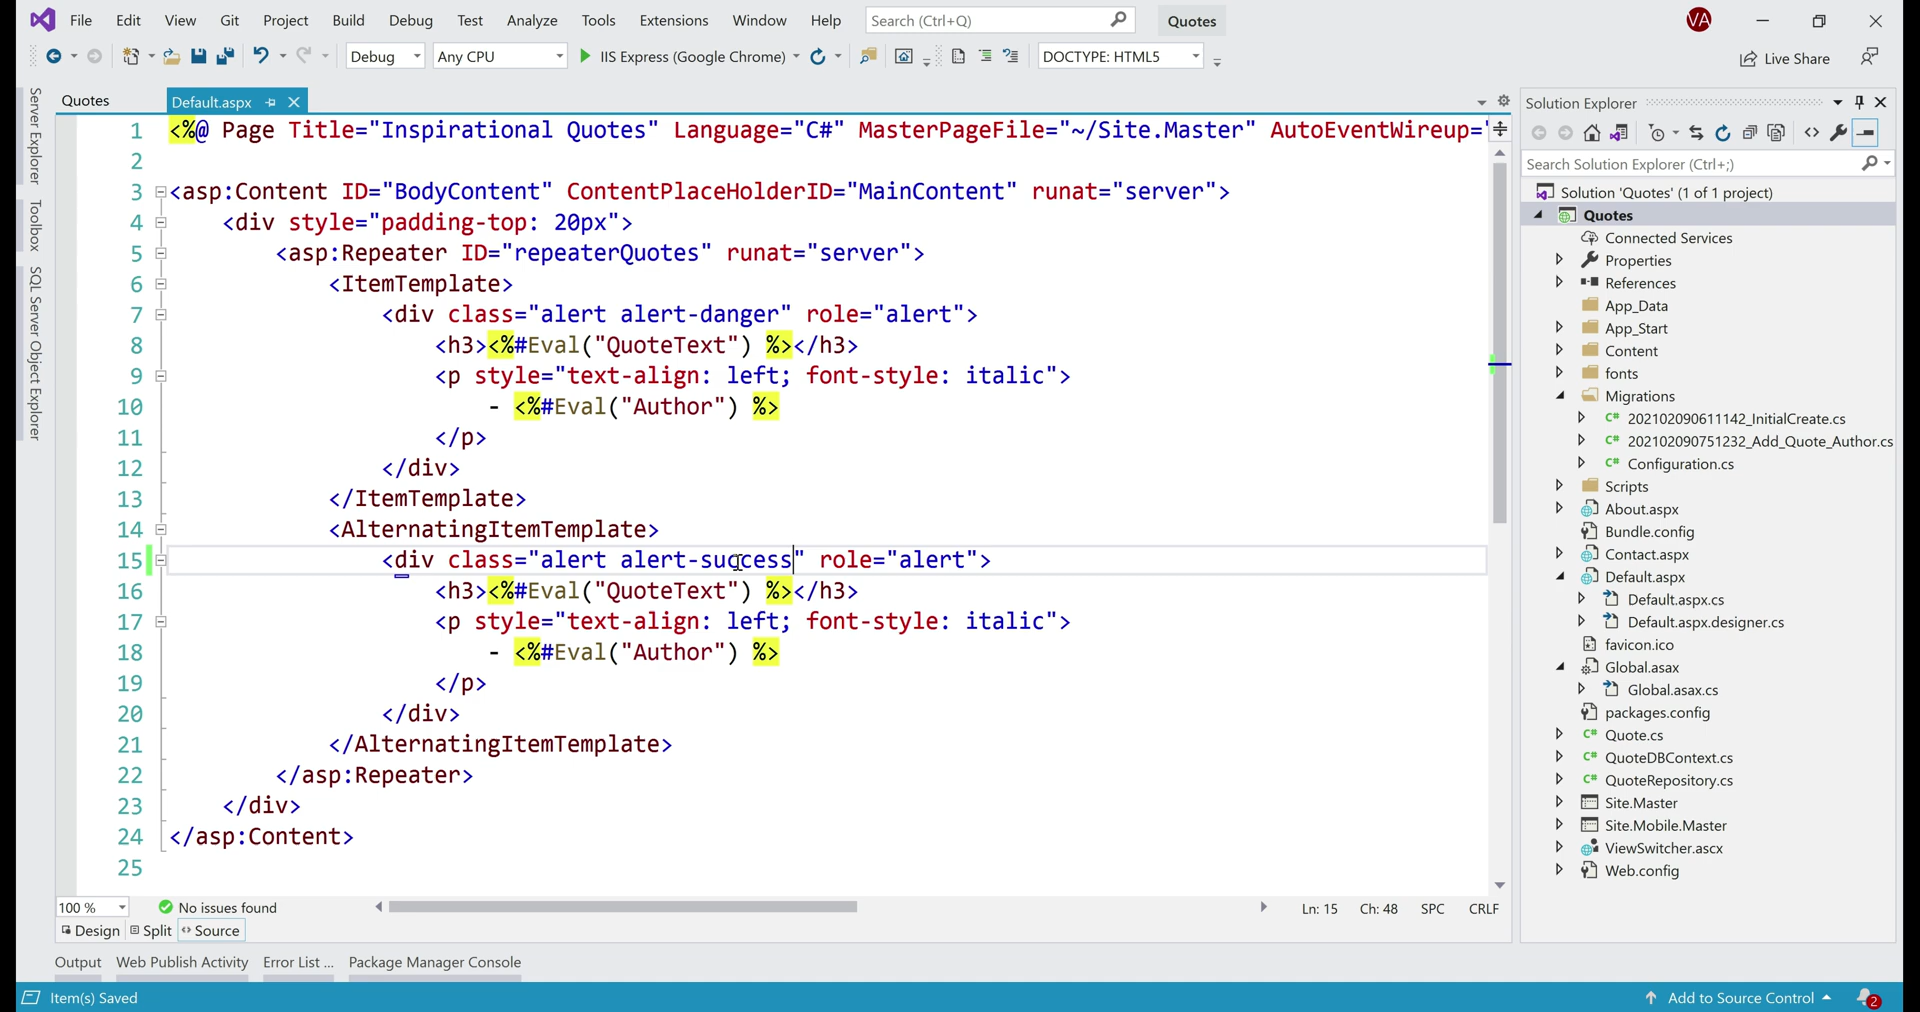 File Edit View Git Project Build Debug Test Analyze Tools Extensions Window Help Search (Ctrl+Q) Quotes VA
Debug Any CPU IIS Express (Google Chrome) DOCTYPE: HTML5 Live Share
Server Explorer
Toolbox
SQL Server Object Explorer
Quotes Default.aspx
1 <%@ Page Title="Inspirational Quotes" Language="C#" MasterPageFile="~/Site.Master" AutoEventWireup="
2
3 <asp:Content ID="BodyContent" ContentPlaceHolderID="MainContent" runat="server">
4 <div style="padding-top: 20px">
5 <asp:Repeater ID="repeaterQuotes" runat="server">
6 <ItemTemplate>
7 <div class="alert alert-danger" role="alert">
8 <h3><%#Eval("QuoteText") %></h3>
9 <p style="text-align: left; font-style: italic">
10 - <%#Eval("Author") %>
11 </p>
12 </div>
13 </ItemTemplate>
14 <AlternatingItemTemplate>
15 <div class="alert alert-success" role="alert">
16 <h3><%#Eval("QuoteText") %></h3>
17 <p style="text-align: left; font-style: italic">
18 - <%#Eval("Author") %>
19 </p>
20 </div>
21 </AlternatingItemTemplate>
22 </asp:Repeater>
23 </div>
24 </asp:Content>
25
100 % No issues found Ln: 15 Ch: 48 SPC CRLF
Design Split Source
Output Web Publish Activity Error List ... Package Manager Console
Item(s) Saved Add to Source Control 2
Solution Explorer
Search Solution Explorer (Ctrl+;)
Solution 'Quotes' (1 of 1 project)
Quotes
Connected Services
Properties
References
App_Data
App_Start
Content
fonts
Migrations
C# 202102090611142_InitialCreate.cs
C# 202102090751232_Add_Quote_Author.cs
C# Configuration.cs
Scripts
About.aspx
Bundle.config
Contact.aspx
Default.aspx
Default.aspx.cs
Default.aspx.designer.cs
favicon.ico
Global.asax
Global.asax.cs
packages.config
C# Quote.cs
C# QuoteDBContext.cs
C# QuoteRepository.cs
Site.Master
Site.Mobile.Master
ViewSwitcher.ascx
Web.config